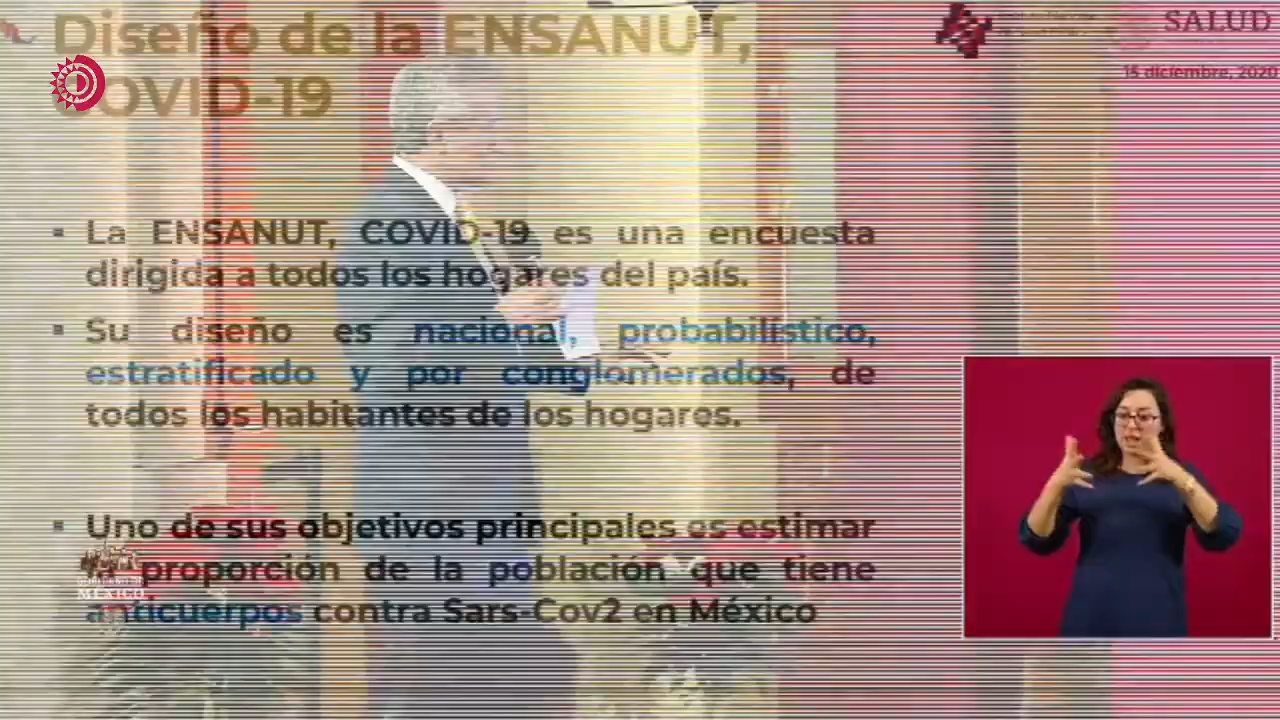 Diseño de la ENSANUT,
COVID-19
SALUD
15 diciembre, 2020
La ENSANUT, COVID-19 es una encuesta
dirigida a todos los hogares del país.
Su diseño es nacional, probabilístico,
estratificado y por conglomerados, de
todos los habitantes de los hogares.
Uno de sus objetivos principales es estimar
proporción de la población que tiene
anticuerpos contra Sars-Cov2 en México
GOBIERNO DE
MÉXICO